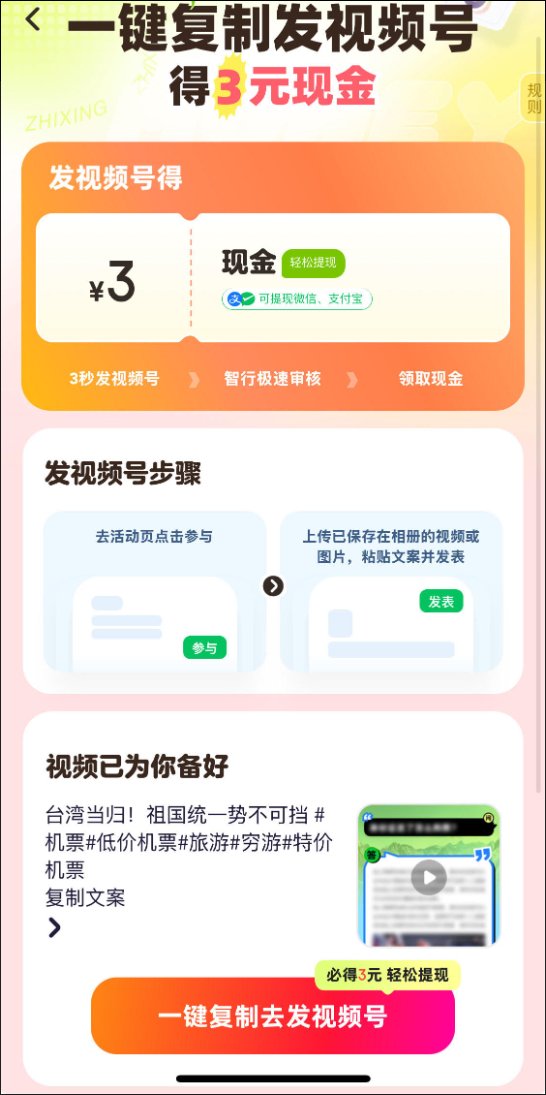 一键复制发视频号
得3元现金
规则
ZHIXING
发视频号得
¥3
现金 轻松提现
可提现微信、支付宝
3秒发视频号 智行极速审核 领取现金
发视频号步骤
去活动页点击参与
参与
上传已保存在相册的视频或
图片，粘贴文案并发表
发表
视频已为你备好
台湾当归！祖国统一势不可挡 #
机票#低价机票#旅游#穷游#特价
机票
复制文案
答
必得3元 轻松提现
一键复制去发视频号